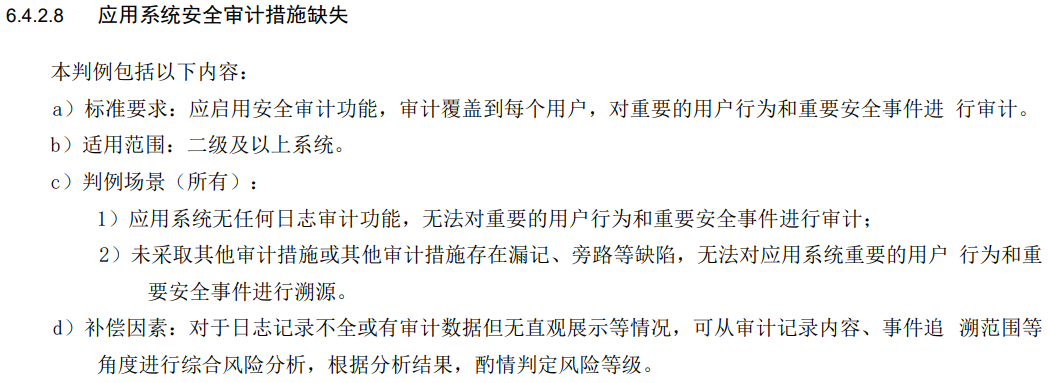 6.4.2.8 应用系统安全审计措施缺失
本判例包括以下内容：
a）标准要求：应启用安全审计功能，审计覆盖到每个用户，对重要的用户行为和重要安全事件进 行审计。
b）适用范围：二级及以上系统。
c）判例场景（所有）：
1）应用系统无任何日志审计功能，无法对重要的用户行为和重要安全事件进行审计；
2）未采取其他审计措施或其他审计措施存在漏记、旁路等缺陷，无法对应用系统重要的用户 行为和重
要安全事件进行溯源。
d）补偿因素：对于日志记录不全或有审计数据但无直观展示等情况，可从审计记录内容、事件追 溯范围等
角度进行综合风险分析，根据分析结果，酌情判定风险等级。